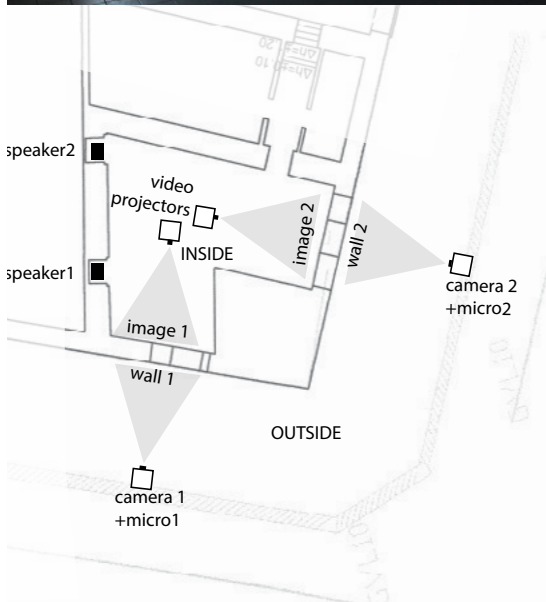 speaker2
video
projectors
INSIDE
image 2
wall 2
speaker1
camera 2
+micro2
image 1
wall 1
OUTSIDE
camera 1
+micro1